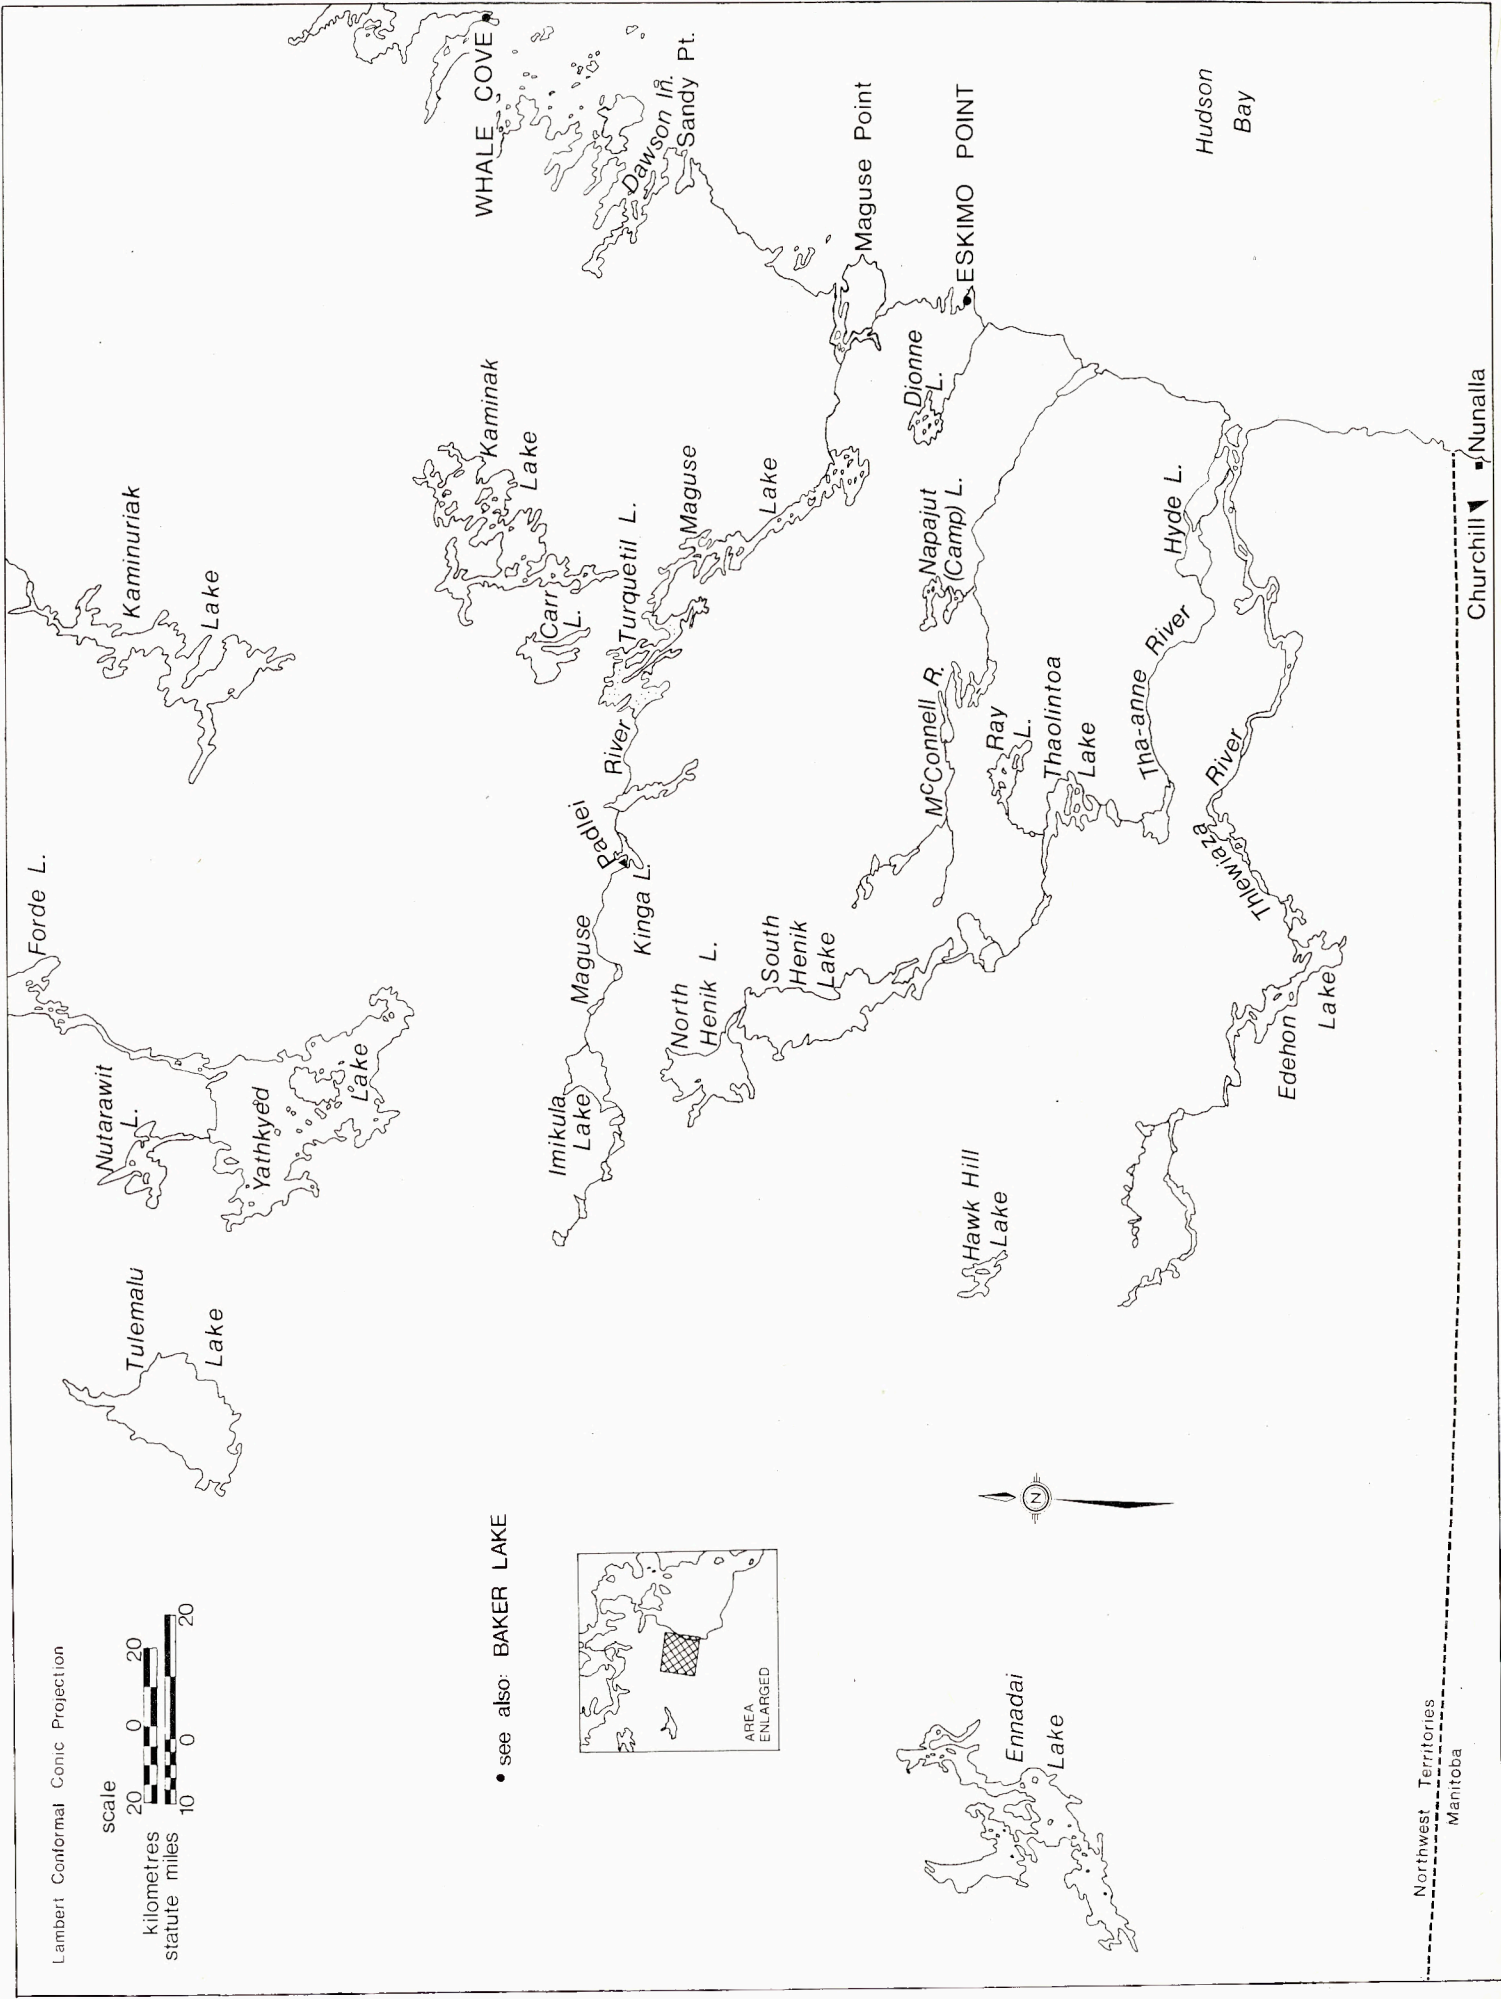 Lambert Conformal Conic Projection
scale
20 0 20
kilometres
statute miles
10 0 20
Tulemalu
Lake
Nutarawit
L.
Forde L.
Yathkyed
Lake
Kaminuriak
Lake
WHALE COVE
Kaminak
Lake
Carr
L.
Dawson In.
Sandy Pt.
Imikula
Lake
Maguse
Padlei
River
Turquetil L.
Kinga L.
Maguse
Lake
North
Henik L.
South
Henik
Lake
Maguse Point
• see also: BAKER LAKE
AREA
ENLARGED
McConnell R.
Napajut
(Camp) L.
Dionne
L.
ESKIMO POINT
Hawk Hill
Lake
Ray
L.
Thaolintoa
Lake
N
Ennadai
Lake
Tha-anne
River
Hyde L.
Hudson
Bay
Thlewiaza
River
Edehon
Lake
Northwest Territories
Manitoba
Churchill
Nunalla